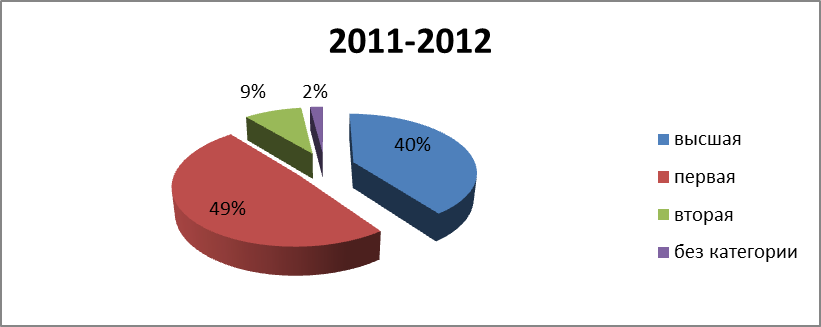 2011-2012
9%
2%
40%
49%
высшая
первая
вторая
без категории